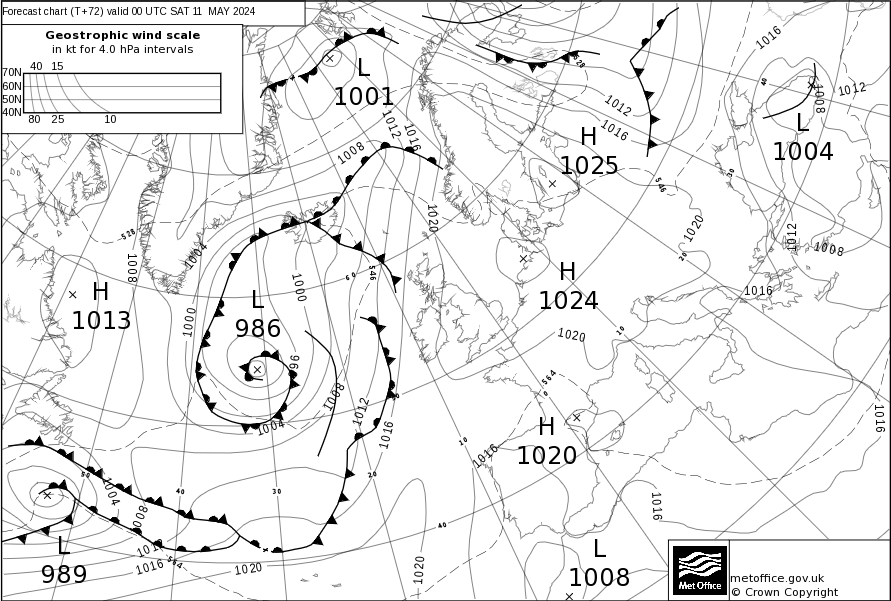 Forecast chart (T+72) valid 00 UTC SAT 11 MAY 2024
Geostrophic wind scale
in kt for 4.0 hPa intervals
40 15
70N
60N
50N
40N
80 25 10
L
1001
H
1025
L
1004
H
1024
H
1013
L
986
H
1020
L
989
L
1008
1016
1012
1008
1012
1016
1012
1016
1008
1020
1020
1012
1008
1016
1004
1008
1000
1000
996
1020
1008
1012
1016
1004
1016
1016
1016
1004
1008
1016
1020
1020
528
528
546
546
564
564
60
50
40
30
20
10
40
10
20
40
0
metoffice.gov.uk
© Crown Copyright
Met Office